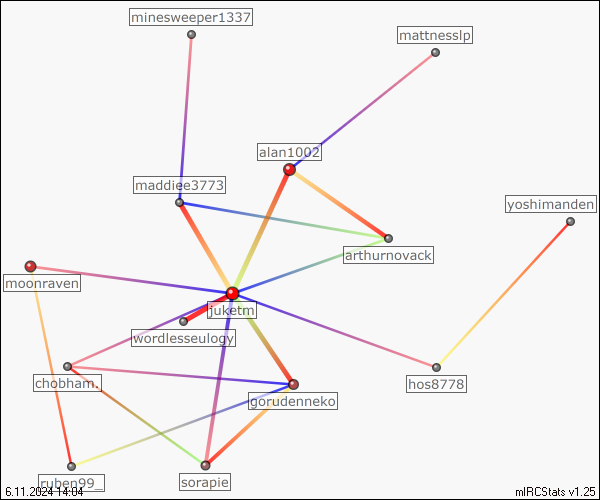 minesweeper1337
mattnesslp
alan1002
maddiee3773
yoshimanden
arthurnovack
moonraven
juketm
wordlesseulogy
chobham.
hos8778
gorudenneko
ruben99_
sorapie
6.11.2024 14:04
mIRCStats v1.25